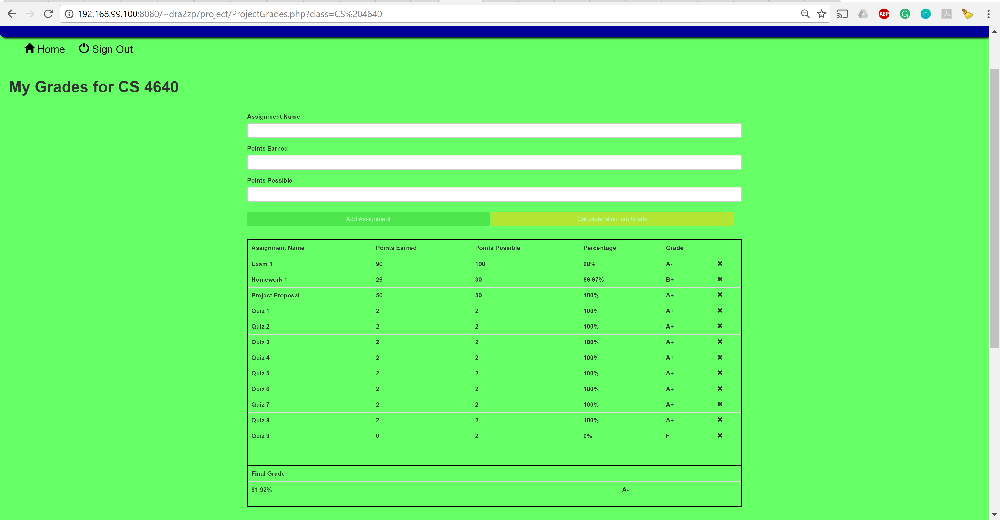 192.168.99.100:8080/~dra2zp/project/ProjectGrades.php?class=CS%204640
ABP
G
m
Home Sign Out
My Grades for CS 4640
Assignment Name
Points Earned
Points Possible
Add Assignment Calculate Minimum Grade
Assignment Name Points Earned Points Possible Percentage Grade
Exam 1 90 100 90% A-
Homework 1 26 30 86.67% B+
Project Proposal 50 50 100% A+
Quiz 1 2 2 100% A+
Quiz 2 2 2 100% A+
Quiz 3 2 2 100% A+
Quiz 4 2 2 100% A+
Quiz 5 2 2 100% A+
Quiz 6 2 2 100% A+
Quiz 7 2 2 100% A+
Quiz 8 2 2 100% A+
Quiz 9 0 2 0% F
Final Grade
91.92% A-